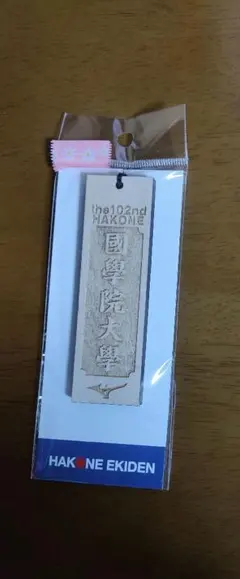 the102nd
HAKONE
國學院大學
HAKONE EKIDEN